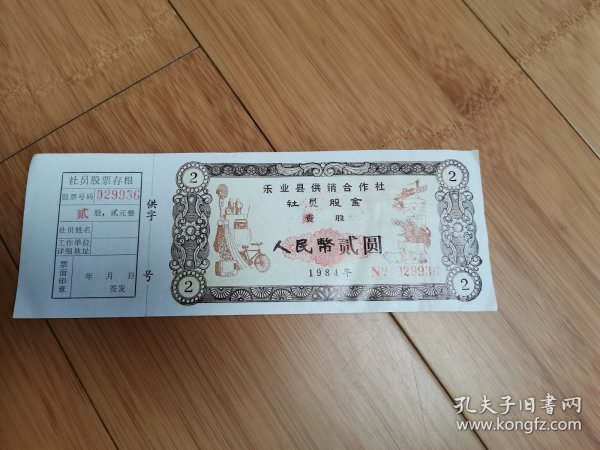 社员股票存根
股票号码 029936
贰 股，贰元整
社员姓名
工作单位
详细地址
票面印章
年 月 日
签发
供
字
号
2
2
乐业县供销合作社
社员股金
股
人民幣贰圆
1984年
No 029936
2
2
孔夫子旧书网
www.kongfz.com